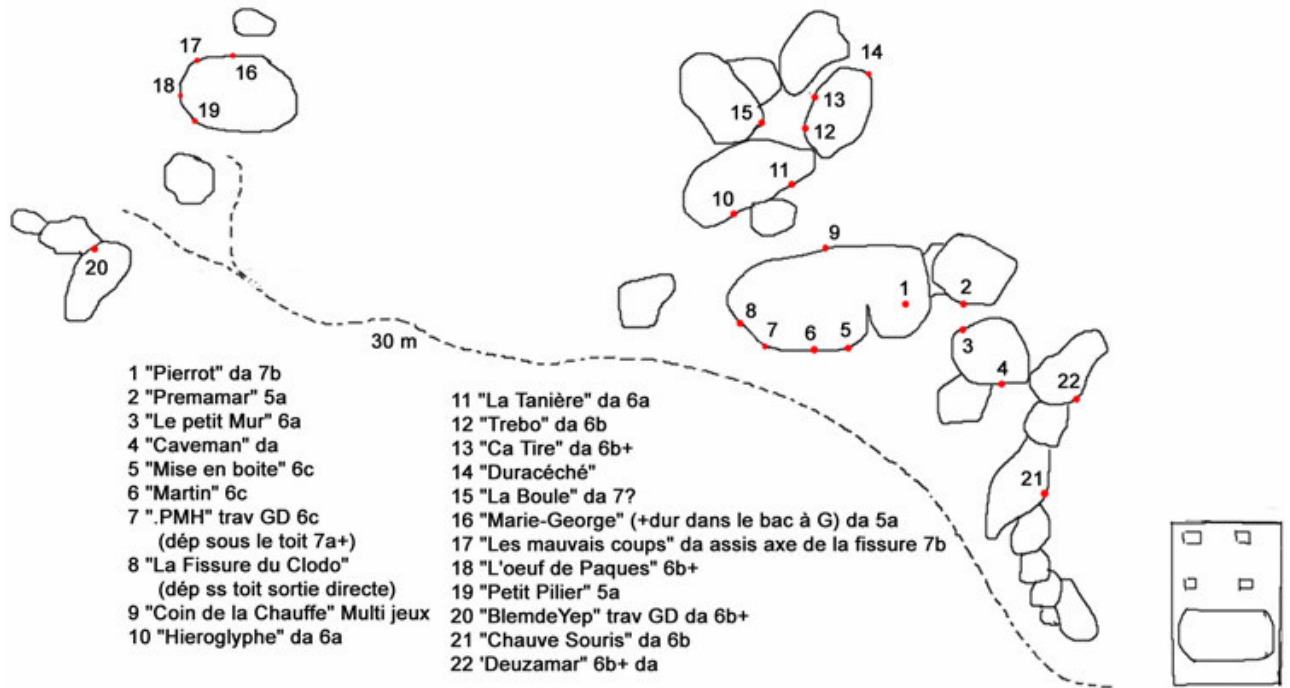 17
16
18
19
20
14
13
15
12
11
10
9
1
2
8
7
6
5
3
4
22
21
30 m
1 "Pierrot" da 7b
2 "Premamar" 5a
3 "Le petit Mur" 6a
4 "Caveman" da
5 "Mise en boite" 6c
6 "Martin" 6c
7 ".PMH" trav GD 6c
(dép sous le toit 7a+)
8 "La Fissure du Clodo"
(dép ss toit sortie directe)
9 "Coin de la Chauffe" Multi jeux
10 "Hieroglyphe" da 6a
11 "La Tanière" da 6a
12 "Trebo" da 6b
13 "Ca Tire" da 6b+
14 "Duracéché"
15 "La Boule" da 7?
16 "Marie-George" (+dur dans le bac à G) da 5a
17 "Les mauvais coups" da assis axe de la fissure 7b
18 "L'oeuf de Paques" 6b+
19 "Petit Pilier" 5a
20 "BlemdeYep" trav GD da 6b+
21 "Chauve Souris" da 6b
22 'Deuzamar" 6b+ da